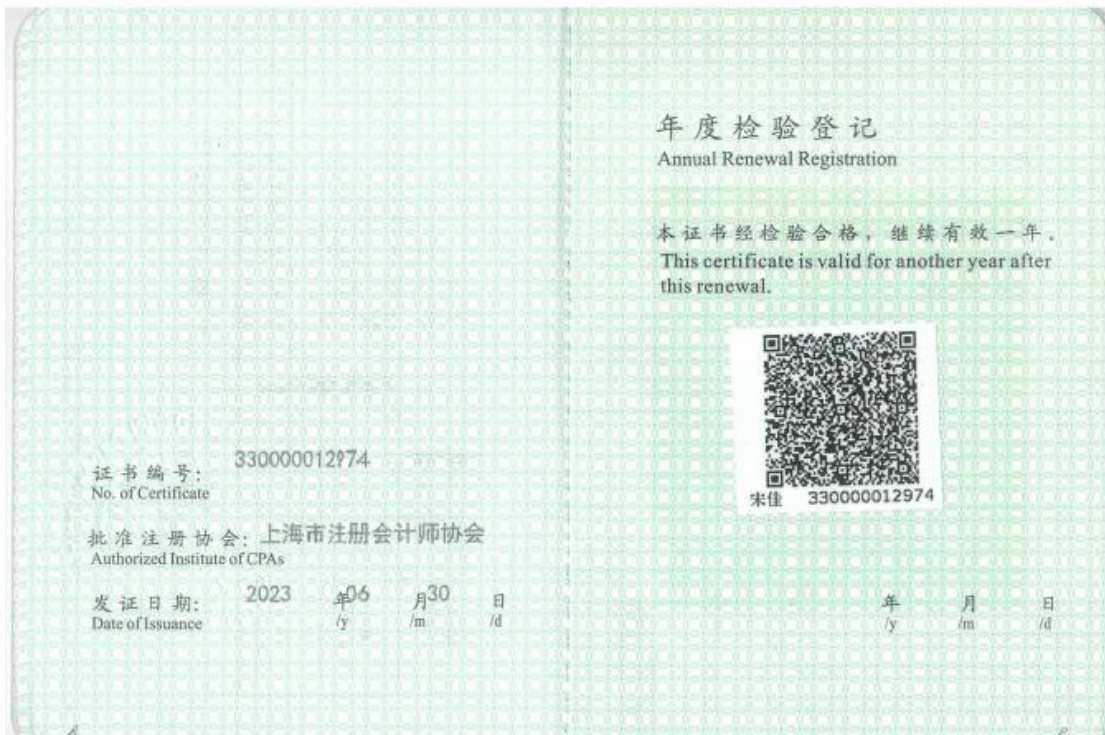 证书编号: 330000012974
No. of Certificate
批准注册协会: 上海市注册会计师协会
Authorized Institute of CPAs
发证日期: 2023 年06 月30 日
Date of Issuance /y /m /d
年度检验登记
Annual Renewal Registration
本证书经检验合格，继续有效一年。
This certificate is valid for another year after
this renewal.
宋佳 330000012974
年 月 日
/y /m /d